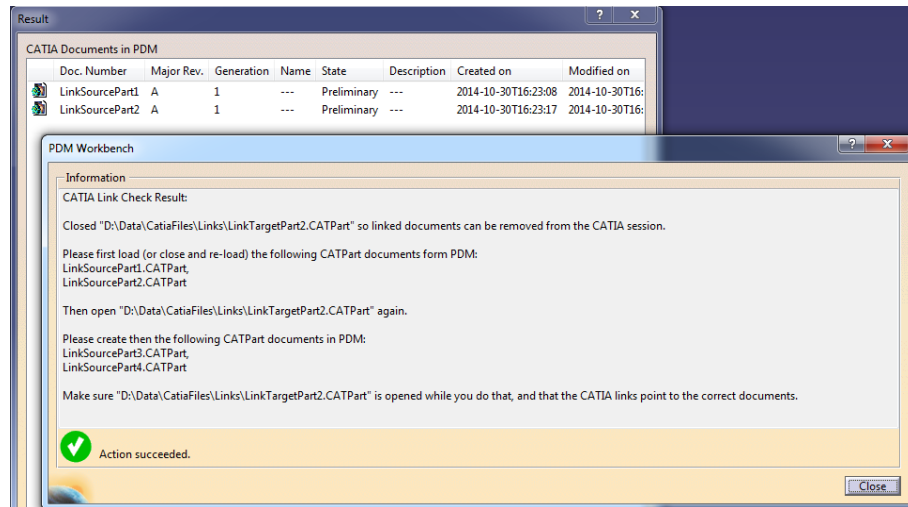 Result
CATIA Documents in PDM
Doc. Number Major Rev. Generation Name State Description Created on Modified on
LinkSourcePart1 A 1 --- Preliminary --- 2014-10-30T16:23:08 2014-10-30T16:
LinkSourcePart2 A 1 --- Preliminary --- 2014-10-30T16:23:17 2014-10-30T16:
PDM Workbench
Information
CATIA Link Check Result:
Closed "D:\Data\CatiaFiles\Links\LinkTargetPart2.CATPart" so linked documents can be removed from the CATIA session.
Please first load (or close and re-load) the following CATPart documents form PDM:
LinkSourcePart1.CATPart,
LinkSourcePart2.CATPart
Then open "D:\Data\CatiaFiles\Links\LinkTargetPart2.CATPart" again.
Please create then the following CATPart documents in PDM:
LinkSourcePart3.CATPart,
LinkSourcePart4.CATPart
Make sure "D:\Data\CatiaFiles\Links\LinkTargetPart2.CATPart" is opened while you do that, and that the CATIA links point to the correct documents.
Action succeeded.
Close